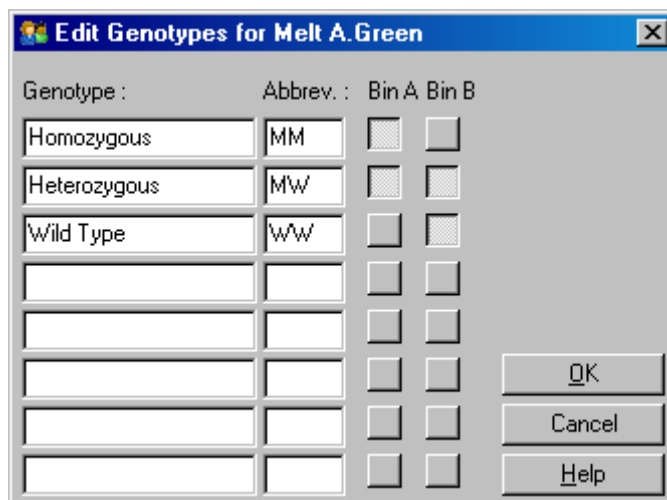 Edit Genotypes for Melt A.Green
Genotype : Abbrev. : Bin A Bin B
Homozygous MM
Heterozygous MW
Wild Type WW
OK
Cancel
Help